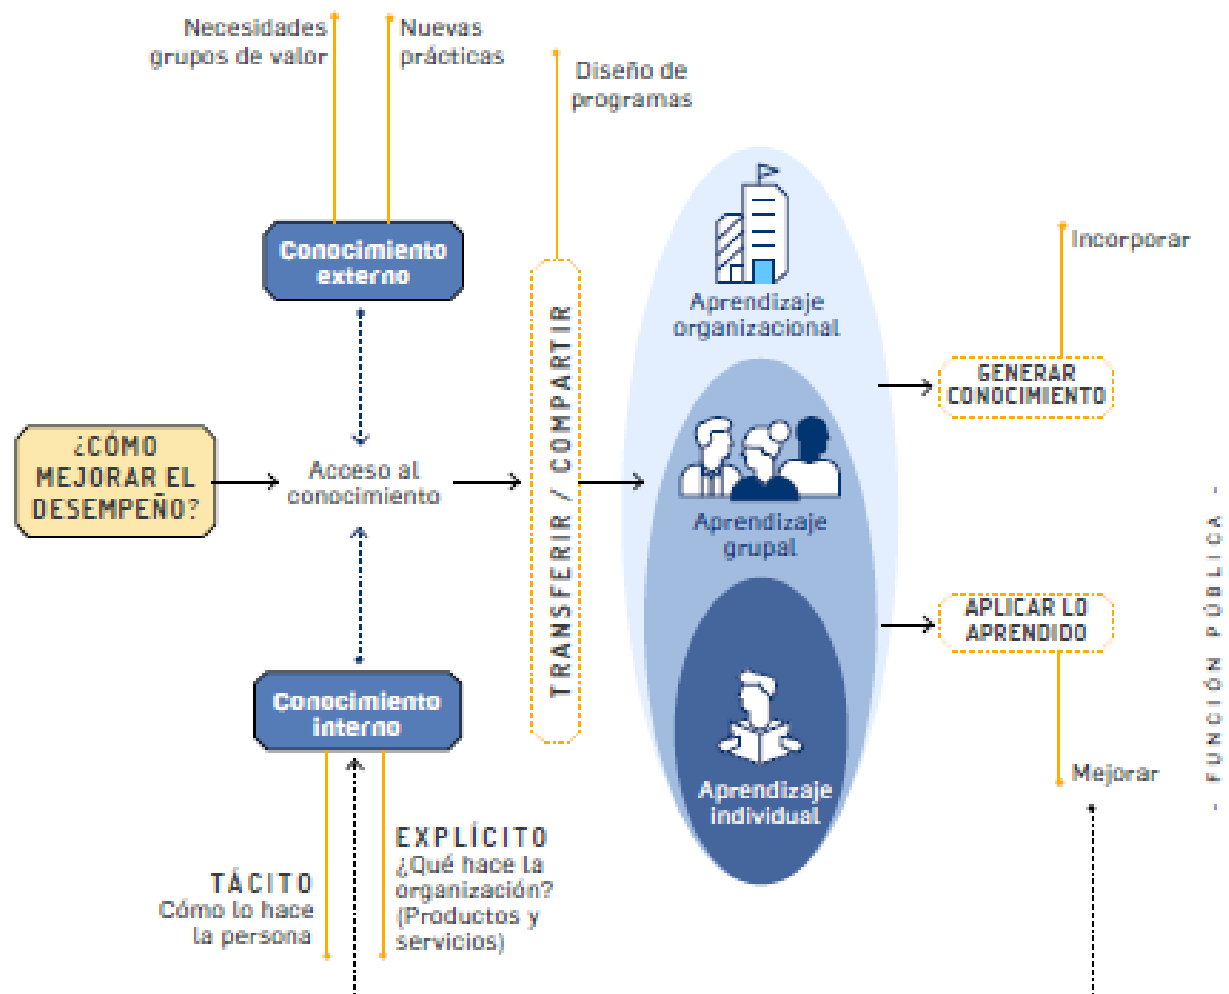 Necesidades
grupos de valor
Nuevas
prácticas
Diseño de
programas
Conocimiento
externo
¿CÓMO
MEJORAR EL
DESEMPEÑO?
Acceso al
conocimiento
TRANSFERIR / COMPARTIR
Conocimiento
interno
TÁCITO
Cómo lo hace
la persona
EXPLÍCITO
¿Qué hace la
organización?
(Productos y
servicios)
Aprendizaje
organizacional
Aprendizaje
grupal
Aprendizaje
individual
Incorporar
GENERAR
CONOCIMIENTO
APLICAR LO
APRENDIDO
Mejorar
- FUNCIÓN PÚBLICA -